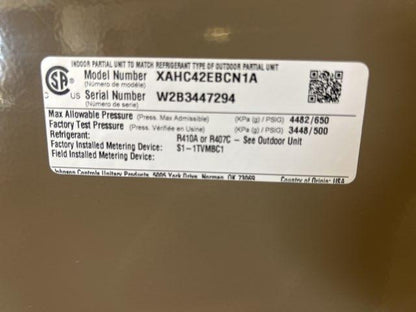 INDOOR PARTIAL UNIT TO MATCH REFRIGERANT TYPE OF OUTDOOR PARTIAL UNIT
Model Number XAHC42EBCN1A
(Número de modelo)
C US Serial Number W2B3447294
(Número de serie)
Max Allowable Pressure (Press. Max Admissible) (KPa (g) / PSIG) 4482/650
Factory Test Pressure (Press. Vérifiée en Usine) (KPa (g) / PSIG) 3448/500
Refrigerant: R410A or R407C - See Outdoor Unit
Factory Installed Metering Device: S1-1TVMBC1
Field Installed Metering Device:
Johnson Controls Unitary Products, 5005 York Drive, Norman, OK 73069 Country of Origin: USA